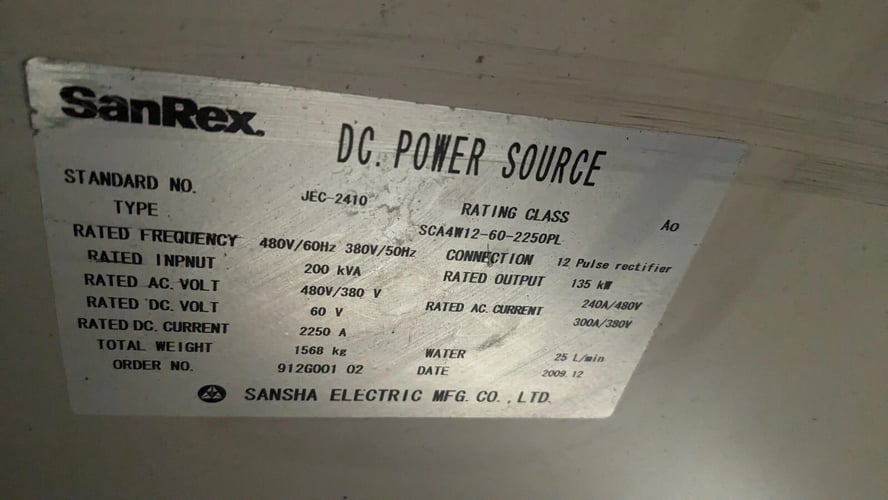 SanRex.
DC. POWER SOURCE
STANDARD NO. JEC-2410 RATING CLASS Ao
TYPE SCA4W12-60-2250PL
RATED FREQUENCY 480V/60Hz 380V/50Hz CONNECTION 12 Pulse rectifier
RATED INPNUT 200 kVA RATED OUTPUT 135 kW
RATED AC. VOLT 480V/380 V RATED AC. CURRENT 240A/480V
RATED DC. VOLT 60 V 300A/380V
RATED DC. CURRENT 2250 A
TOTAL WEIGHT 1568 kg WATER 25 L/min
ORDER NO. 912G001 02 DATE 2009.12
SANSHA ELECTRIC MFG. CO., LTD.